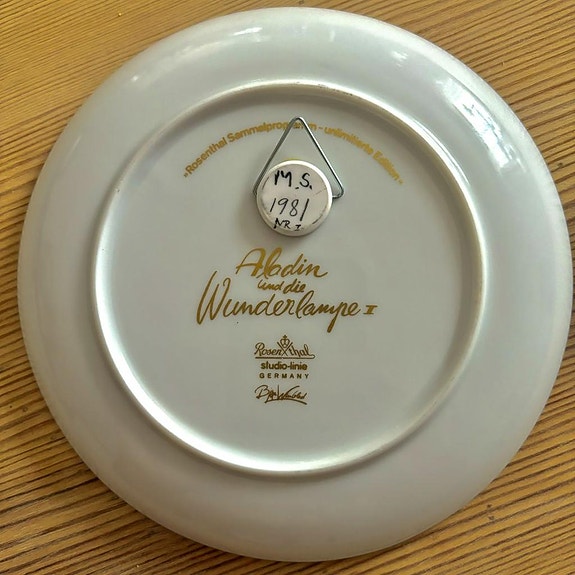 „Rosenthal Sammelprogramm - unlimitierte Edition“
M.S.
1981
NR I
Aladin
und die
Wunderlampe I
Rosenthal
studio-linie
GERMANY